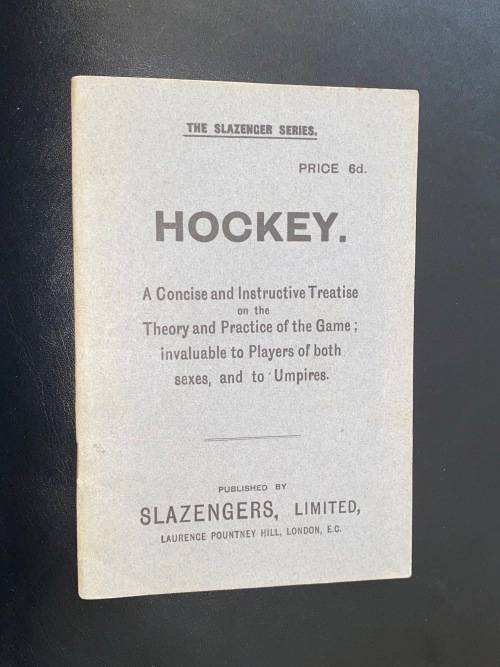 THE SLAZENGER SERIES.
PRICE 6d.
HOCKEY.
A Concise and Instructive Treatise
on the
Theory and Practice of the Game;
invaluable to Players of both
sexes, and to Umpires.
PUBLISHED BY
SLAZENGERS, LIMITED,
LAURENCE POUNTNEY HILL, LONDON, E.C.